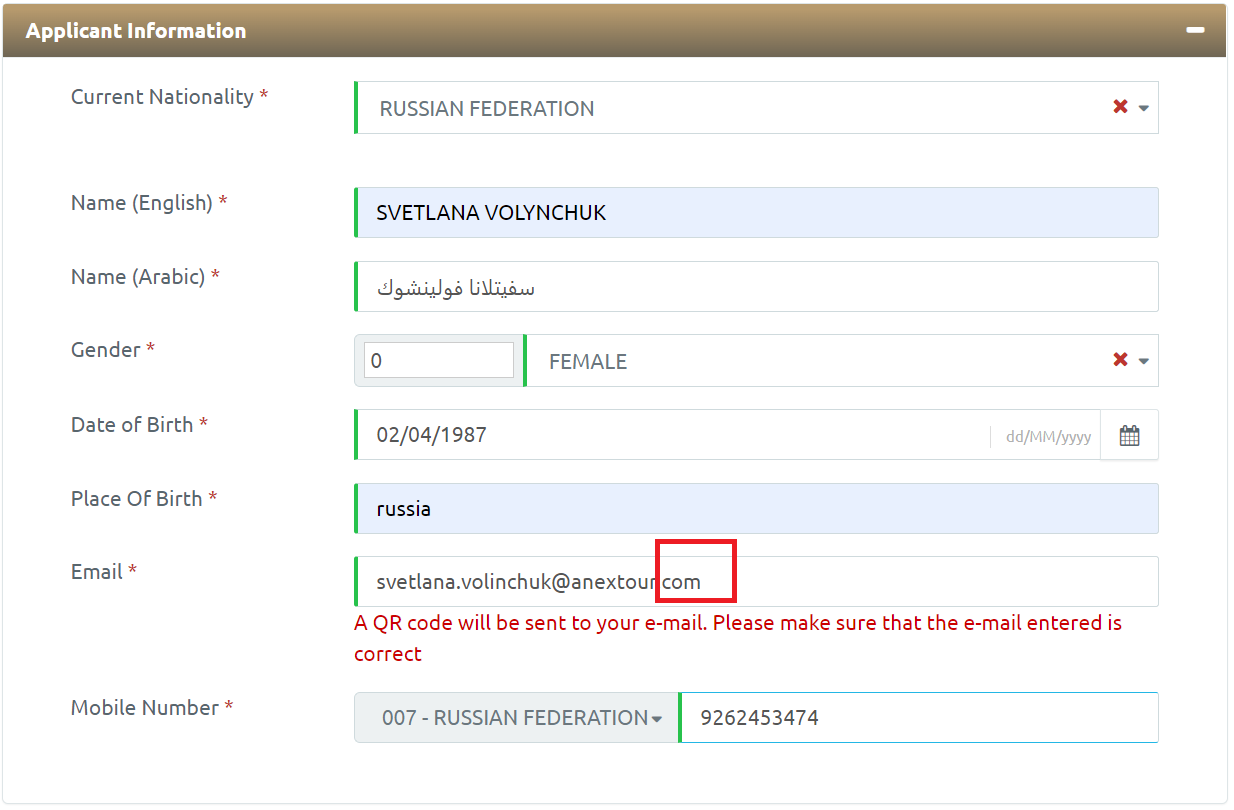 Applicant Information
Current Nationality *
RUSSIAN FEDERATION
Name (English) *
SVETLANA VOLYNCHUK
Name (Arabic) *
سفيتلانا فولينشوك
Gender *
0
FEMALE
Date of Birth *
02/04/1987
dd/MM/yyyy
Place Of Birth *
russia
Email *
svetlana.volinchuk@anextour.com
A QR code will be sent to your e-mail. Please make sure that the e-mail entered is
correct
Mobile Number *
007 - RUSSIAN FEDERATION
9262453474